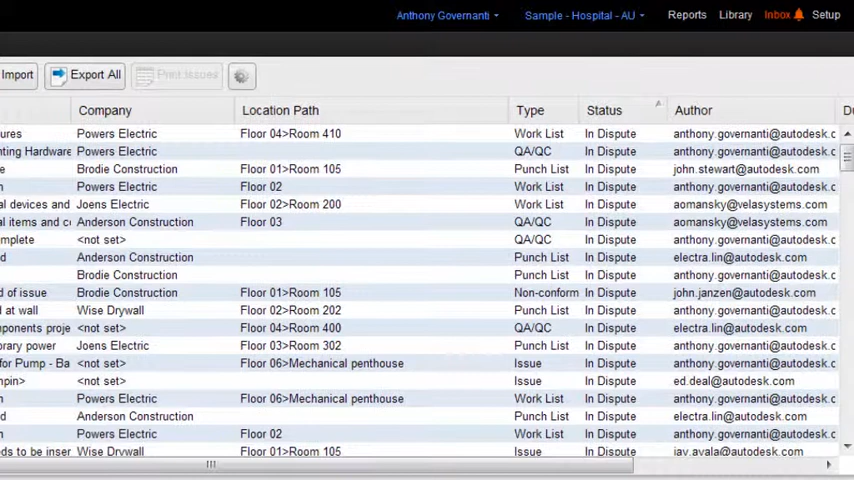 Anthony Governanti Sample - Hospital - AU Reports Library Inbox Setup
Import Export All Print Issues
Company Location Path Type Status Author Du
ures Powers Electric Floor 04>Room 410 Work List In Dispute anthony.governanti@autodesk.c
nting Hardware Powers Electric QA/QC In Dispute anthony.governanti@autodesk.c
e Brodie Construction Floor 01>Room 105 Punch List In Dispute john.stewart@autodesk.com
n Powers Electric Floor 02 Work List In Dispute anthony.governanti@autodesk.c
al devices and Joens Electric Floor 02>Room 200 Work List In Dispute aomansky@velasystems.com
al items and cc Anderson Construction Floor 03 QA/QC In Dispute aomansky@velasystems.com
mplete <not set> QA/QC In Dispute anthony.governanti@autodesk.c
d Anderson Construction Punch List In Dispute electra.lin@autodesk.com
Brodie Construction Punch List In Dispute anthony.governanti@autodesk.c
d of issue Brodie Construction Floor 01>Room 105 Non-conform In Dispute john.janzen@autodesk.com
d at wall Wise Drywall Floor 02>Room 202 Punch List In Dispute anthony.governanti@autodesk.c
ponents proje <not set> Floor 04>Room 400 QA/QC In Dispute electra.lin@autodesk.com
orary power Joens Electric Floor 03>Room 302 Punch List In Dispute anthony.governanti@autodesk.c
for Pump - Ba <not set> Floor 06>Mechanical penthouse Issue In Dispute anthony.governanti@autodesk.c
mpin> <not set> Issue In Dispute ed.deal@autodesk.com
n Powers Electric Floor 06>Mechanical penthouse Work List In Dispute anthony.governanti@autodesk.c
d Anderson Construction Punch List In Dispute electra.lin@autodesk.com
n Powers Electric Floor 02 Work List In Dispute anthony.governanti@autodesk.c
eds to be inser Wise Drywall Floor 01>Room 105 Issue In Dispute jay.ayala@autodesk.com